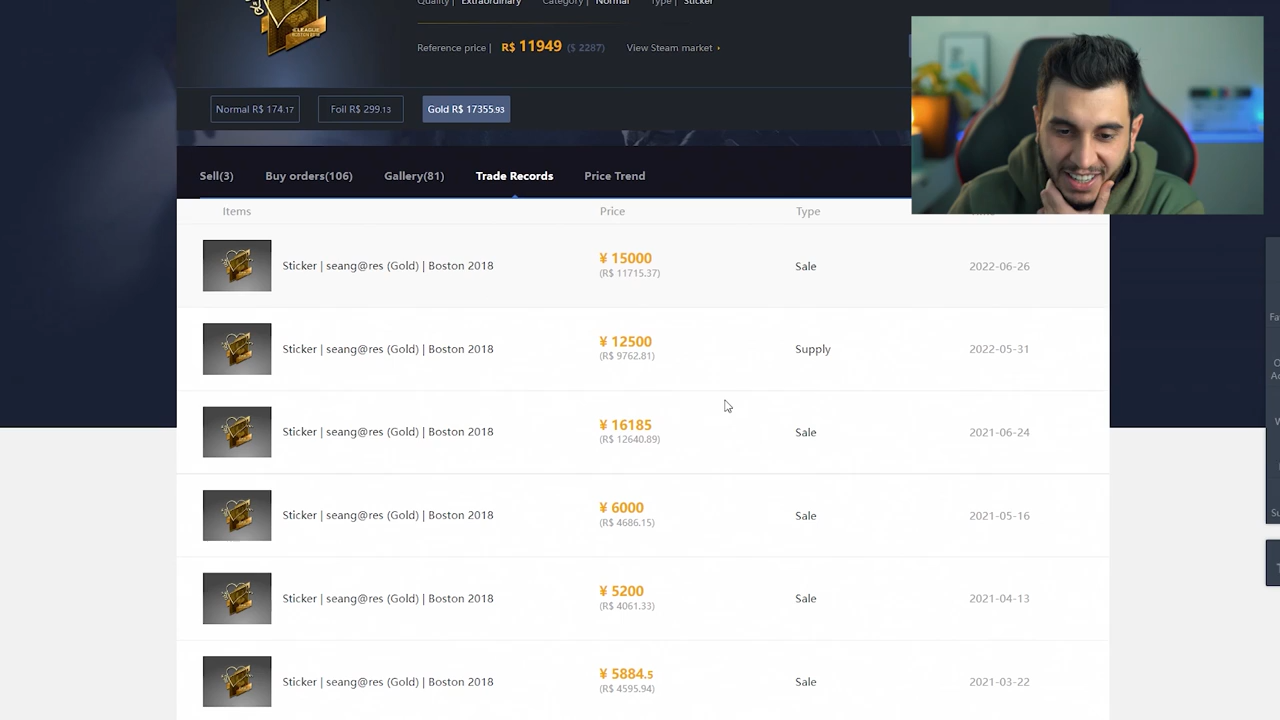 Quality | Extraordinary Category | Normal Type | Sticker
ELEAGUE
BOSTON 2018
Reference price | R$ 11949 ($ 2287) View Steam market
Normal R$ 174.17 Foil R$ 299.13 Gold R$ 17355.93
Sell(3) Buy orders(106) Gallery(81) Trade Records Price Trend
Items Price Type
Sticker | seang@res (Gold) | Boston 2018 ¥ 15000 (R$ 11715.37) Sale 2022-06-26
Sticker | seang@res (Gold) | Boston 2018 ¥ 12500 (R$ 9762.81) Supply 2022-05-31
Sticker | seang@res (Gold) | Boston 2018 ¥ 16185 (R$ 12640.89) Sale 2021-06-24
Sticker | seang@res (Gold) | Boston 2018 ¥ 6000 (R$ 4686.15) Sale 2021-05-16
Sticker | seang@res (Gold) | Boston 2018 ¥ 5200 (R$ 4061.33) Sale 2021-04-13
Sticker | seang@res (Gold) | Boston 2018 ¥ 5884.5 (R$ 4595.94) Sale 2021-03-22